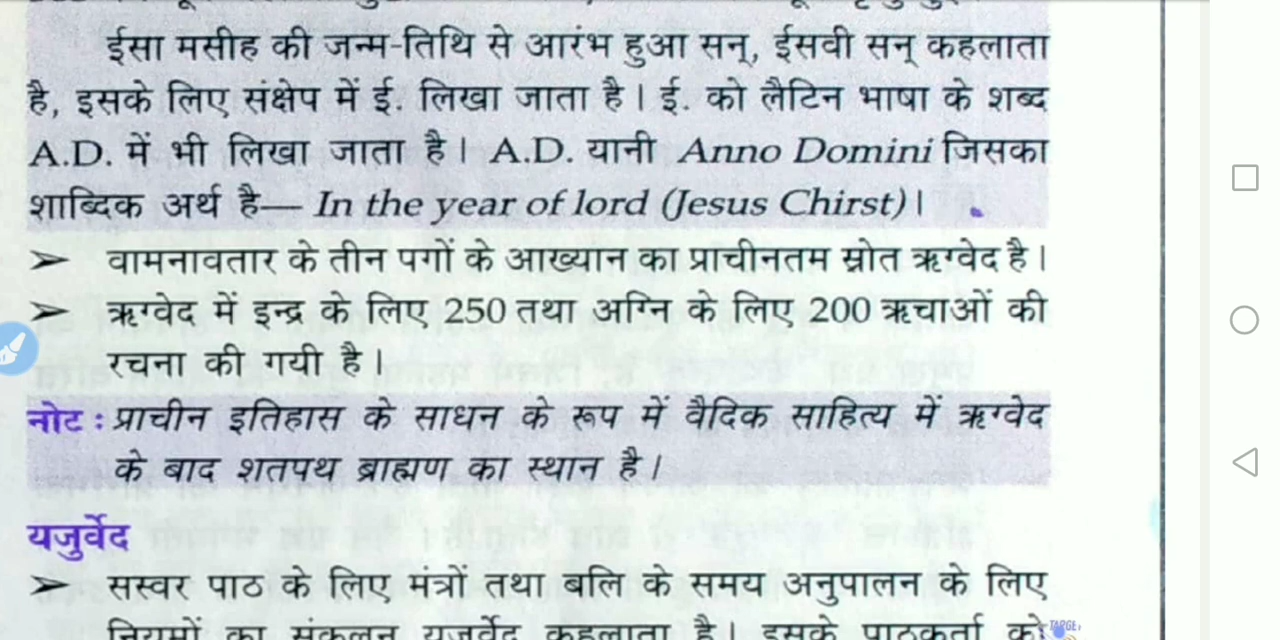 ईसा मसीह की जन्म-तिथि से आरंभ हुआ सन्, ईसवी सन् कहलाता
है, इसके लिए संक्षेप में ई. लिखा जाता है। ई. को लैटिन भाषा के शब्द
A.D. में भी लिखा जाता है। A.D. यानी Anno Domini जिसका
शाब्दिक अर्थ है— In the year of lord (Jesus Chirst)।
➤ वामनावतार के तीन पगों के आख्यान का प्राचीनतम स्रोत ऋग्वेद है।
➤ ऋग्वेद में इन्द्र के लिए 250 तथा अग्नि के लिए 200 ऋचाओं की
रचना की गयी है।
नोट : प्राचीन इतिहास के साधन के रूप में वैदिक साहित्य में ऋग्वेद
के बाद शतपथ ब्राह्मण का स्थान है।
यजुर्वेद
➤ सस्वर पाठ के लिए मंत्रों तथा बलि के समय अनुपालन के लिए
नियमों का संकलन यजुर्वेद कहलाता है। इसके पाठकर्ता को
TARGE